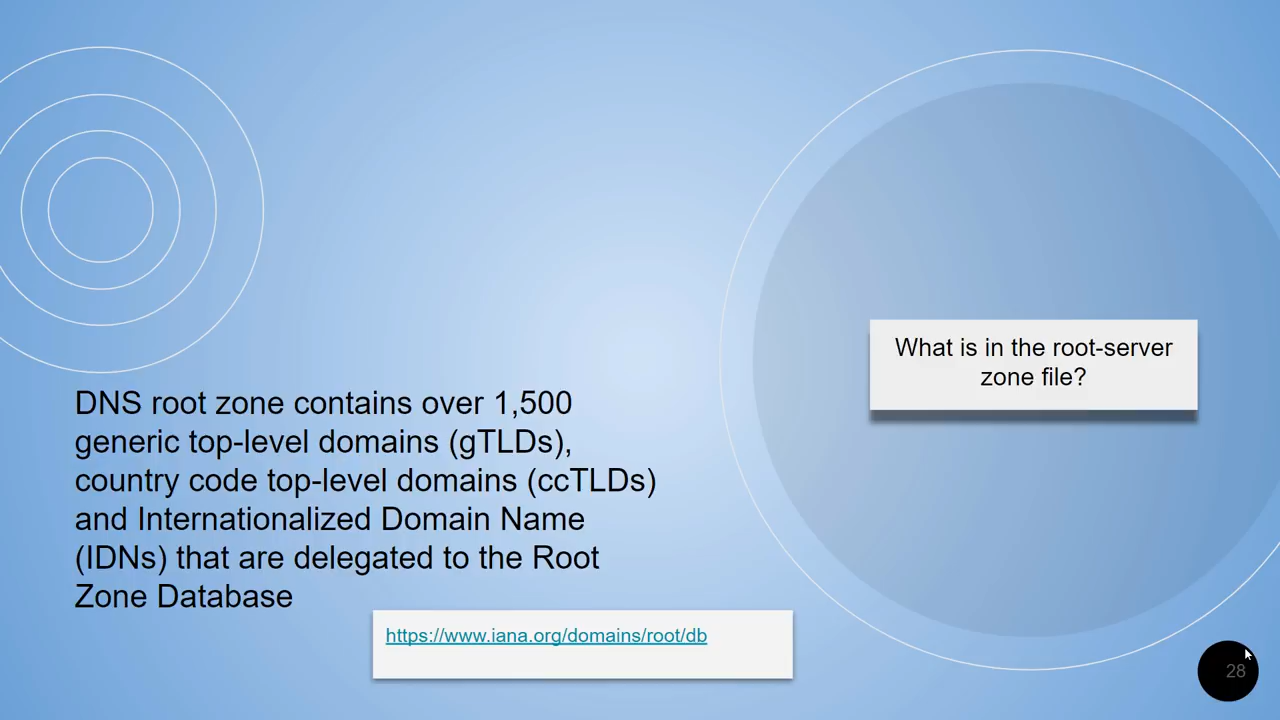 What is in the root-server
zone file?
DNS root zone contains over 1,500
generic top-level domains (gTLDs),
country code top-level domains (ccTLDs)
and Internationalized Domain Name
(IDNs) that are delegated to the Root
Zone Database
https://www.iana.org/domains/root/db
28